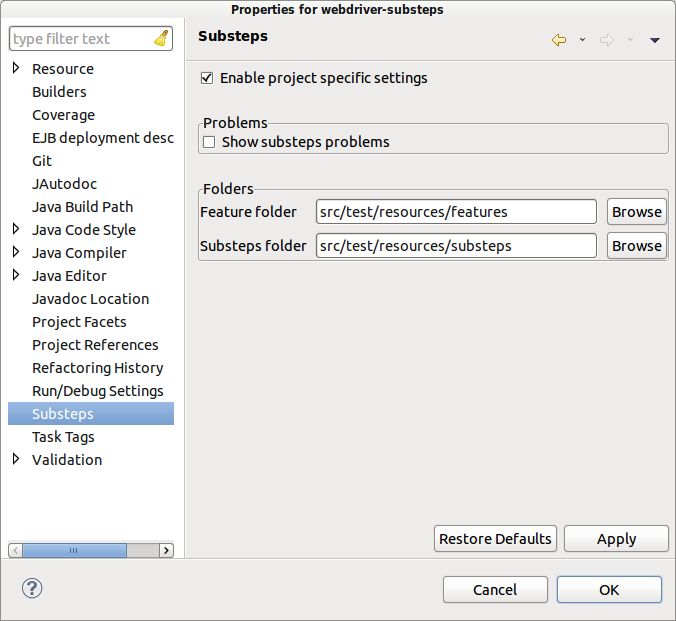 Properties for webdriver-substeps
type filter text
Resource
Builders
Coverage
EJB deployment desc
Git
JAutodoc
Java Build Path
Java Code Style
Java Compiler
Java Editor
Javadoc Location
Project Facets
Project References
Refactoring History
Run/Debug Settings
Substeps
Task Tags
Validation
Substeps
Enable project specific settings
Problems
Show substeps problems
Folders
Feature folder src/test/resources/features Browse
Substeps folder src/test/resources/substeps Browse
Restore Defaults Apply
? Cancel OK